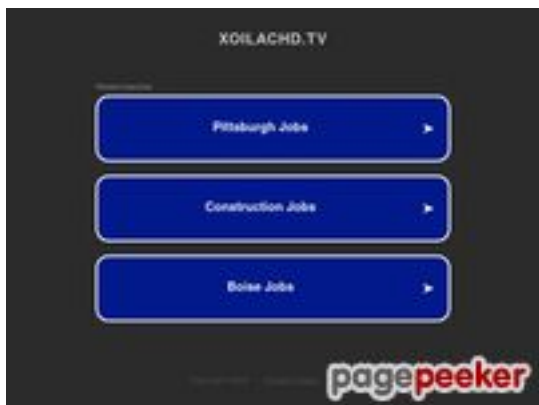 XOILACHD.TV
Pittsburgh Jobs
Construction Jobs
Boise Jobs
pagepeeker